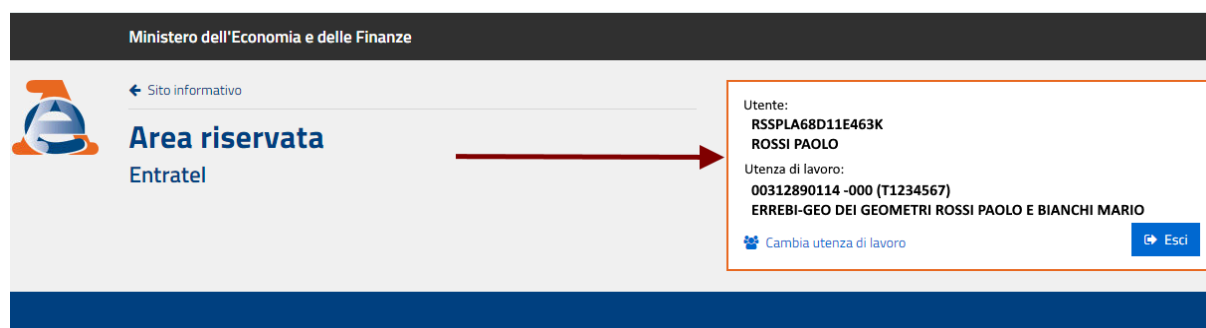 Ministero dell'Economia e delle Finanze
Sito informativo
Area riservata
Entratel
Utente:
RSSPLA68D11E463K
ROSSI PAOLO
Utenza di lavoro:
00312890114 -000 (T1234567)
ERREBI-GEO DEI GEOMETRI ROSSI PAOLO E BIANCHI MARIO
Cambia utenza di lavoro
Esci